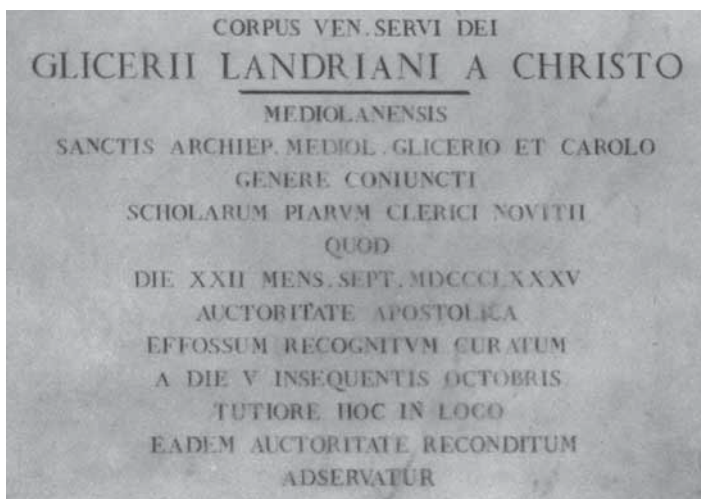 CORPUS VEN. SERVI DEI
GLICERII LANDRIANI A CHRISTO
MEDIOLANENSIS
SANCTIS ARCHIEP. MEDIOL. GLICERIO ET CAROLO
GENERE CONIUNCTI
SCHOLARUM PIARVM CLERICI NOVITII
QUOD
DIE XXII MENS. SEPT. MDCCCLXXXV
AUCTORITATE APOSTOLICA
EFFOSSUM RECOGNITVM CURATUM
A DIE V INSEQUENTIS OCTOBRIS
TUTIORE HOC IN LOCO
EADEM AUCTORITATE RECONDITUM
ADSERVATUR